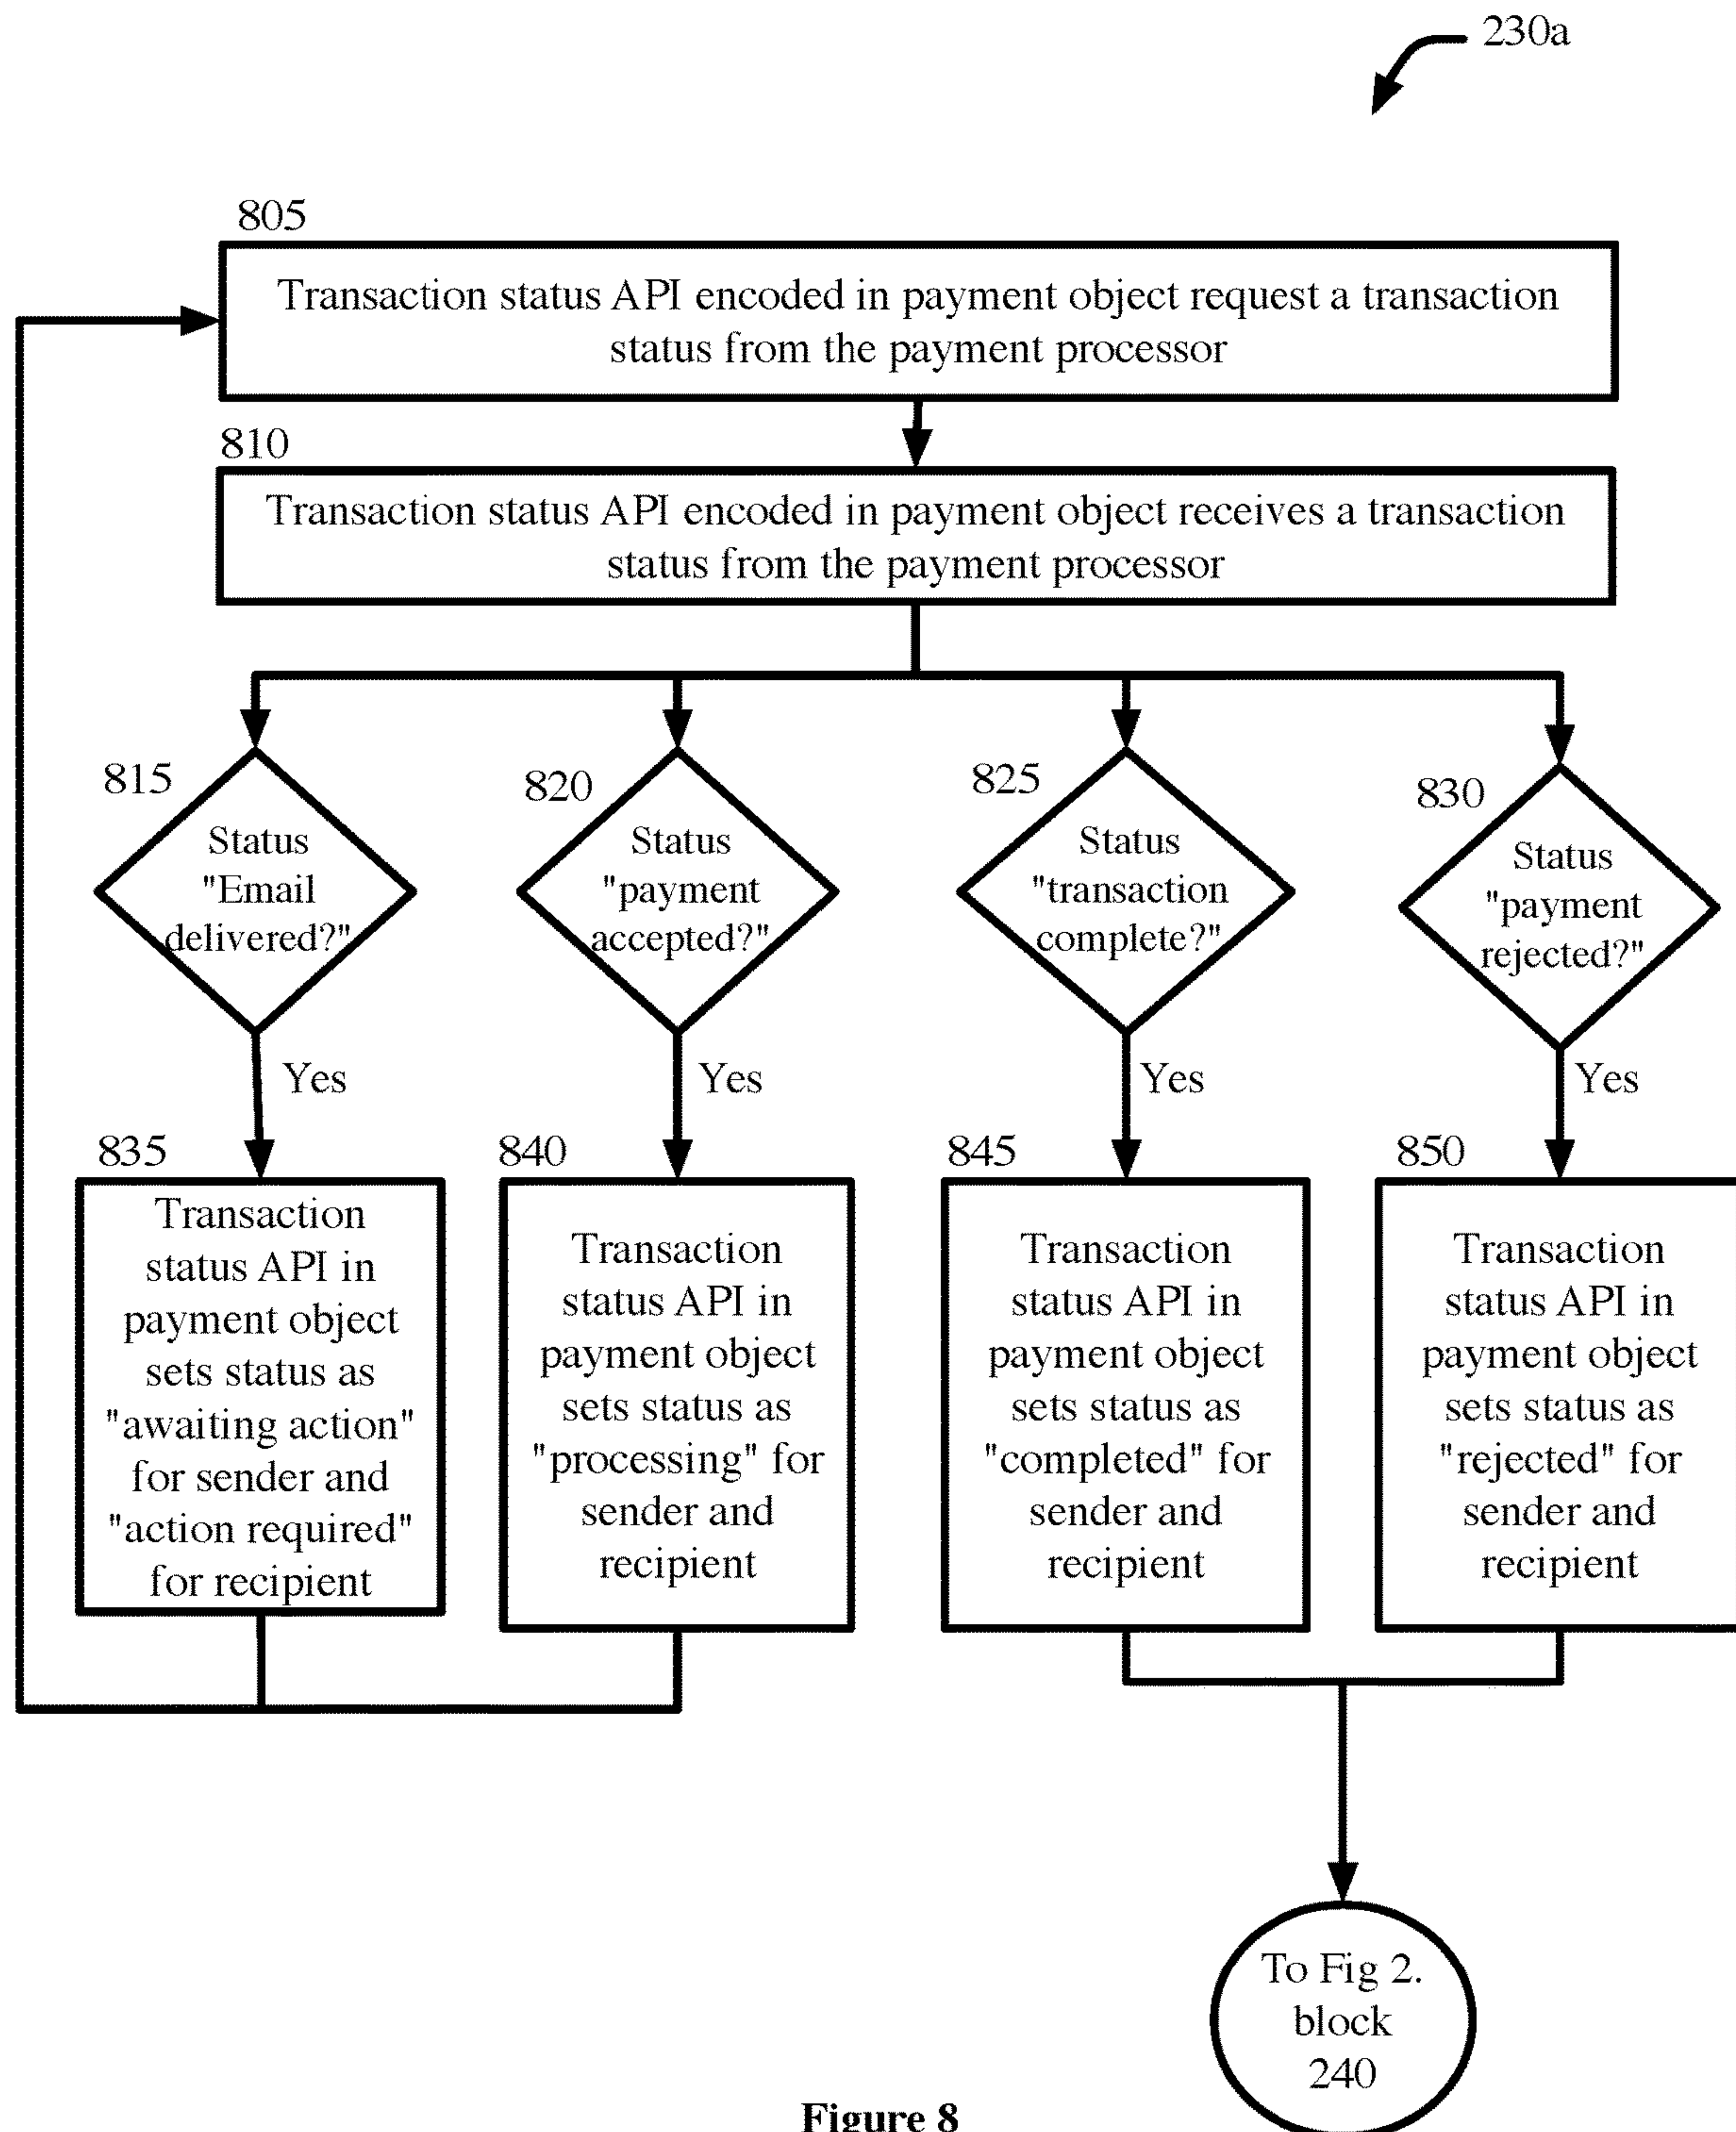 230a
805
Transaction status API encoded in payment object request a transaction
status from the payment processor
810
Transaction status API encoded in payment object receives a transaction
status from the payment processor
815
Status
"Email
delivered?"
820
Status
"payment
accepted?"
825
Status
"transaction
complete?"
830
Status
"payment
rejected?"
Yes
Yes
Yes
Yes
835
Transaction
status API in
payment object
sets status as
"awaiting action"
for sender and
"action required"
for recipient
840
Transaction
status API in
payment object
sets status as
"processing" for
sender and
recipient
845
Transaction
status API in
payment object
sets status as
"completed" for
sender and
recipient
850
Transaction
status API in
payment object
sets status as
"rejected" for
sender and
recipient
To Fig 2.
block
240
Figure 8